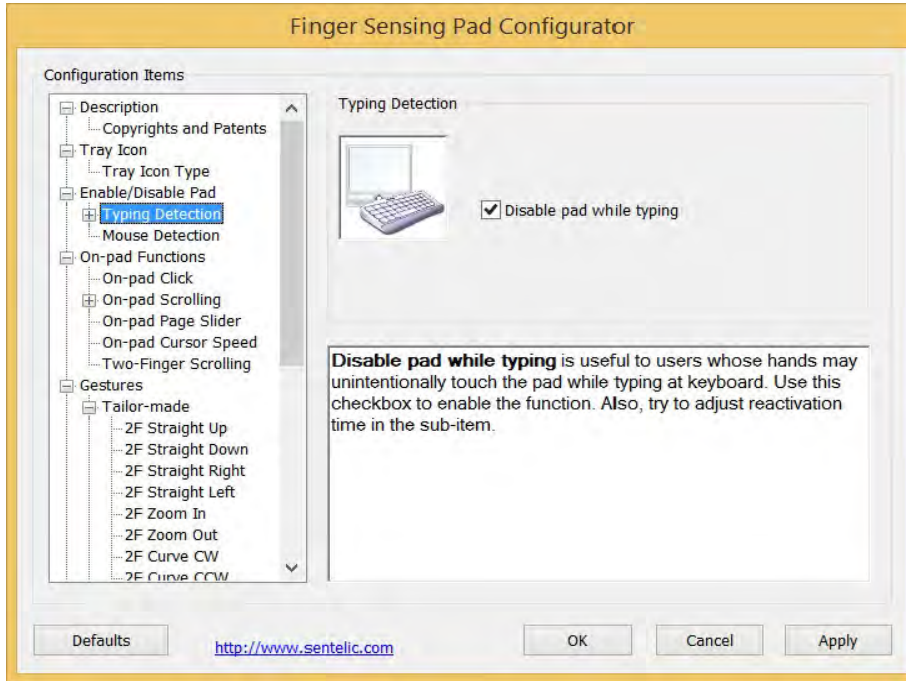 Finger Sensing Pad Configurator
Configuration Items
Description
Copyrights and Patents
Tray Icon
Tray Icon Type
Enable/Disable Pad
Typing Detection
Mouse Detection
On-pad Functions
On-pad Click
On-pad Scrolling
On-pad Page Slider
On-pad Cursor Speed
Two-Finger Scrolling
Gestures
Tailor-made
2F Straight Up
2F Straight Down
2F Straight Right
2F Straight Left
2F Zoom In
2F Zoom Out
2F Curve CW
2F Curve CCW
Typing Detection
Disable pad while typing
Disable pad while typing is useful to users whose hands may
unintentionally touch the pad while typing at keyboard. Use this
checkbox to enable the function. Also, try to adjust reactivation
time in the sub-item.
Defaults
http://www.sentelic.com
OK
Cancel
Apply